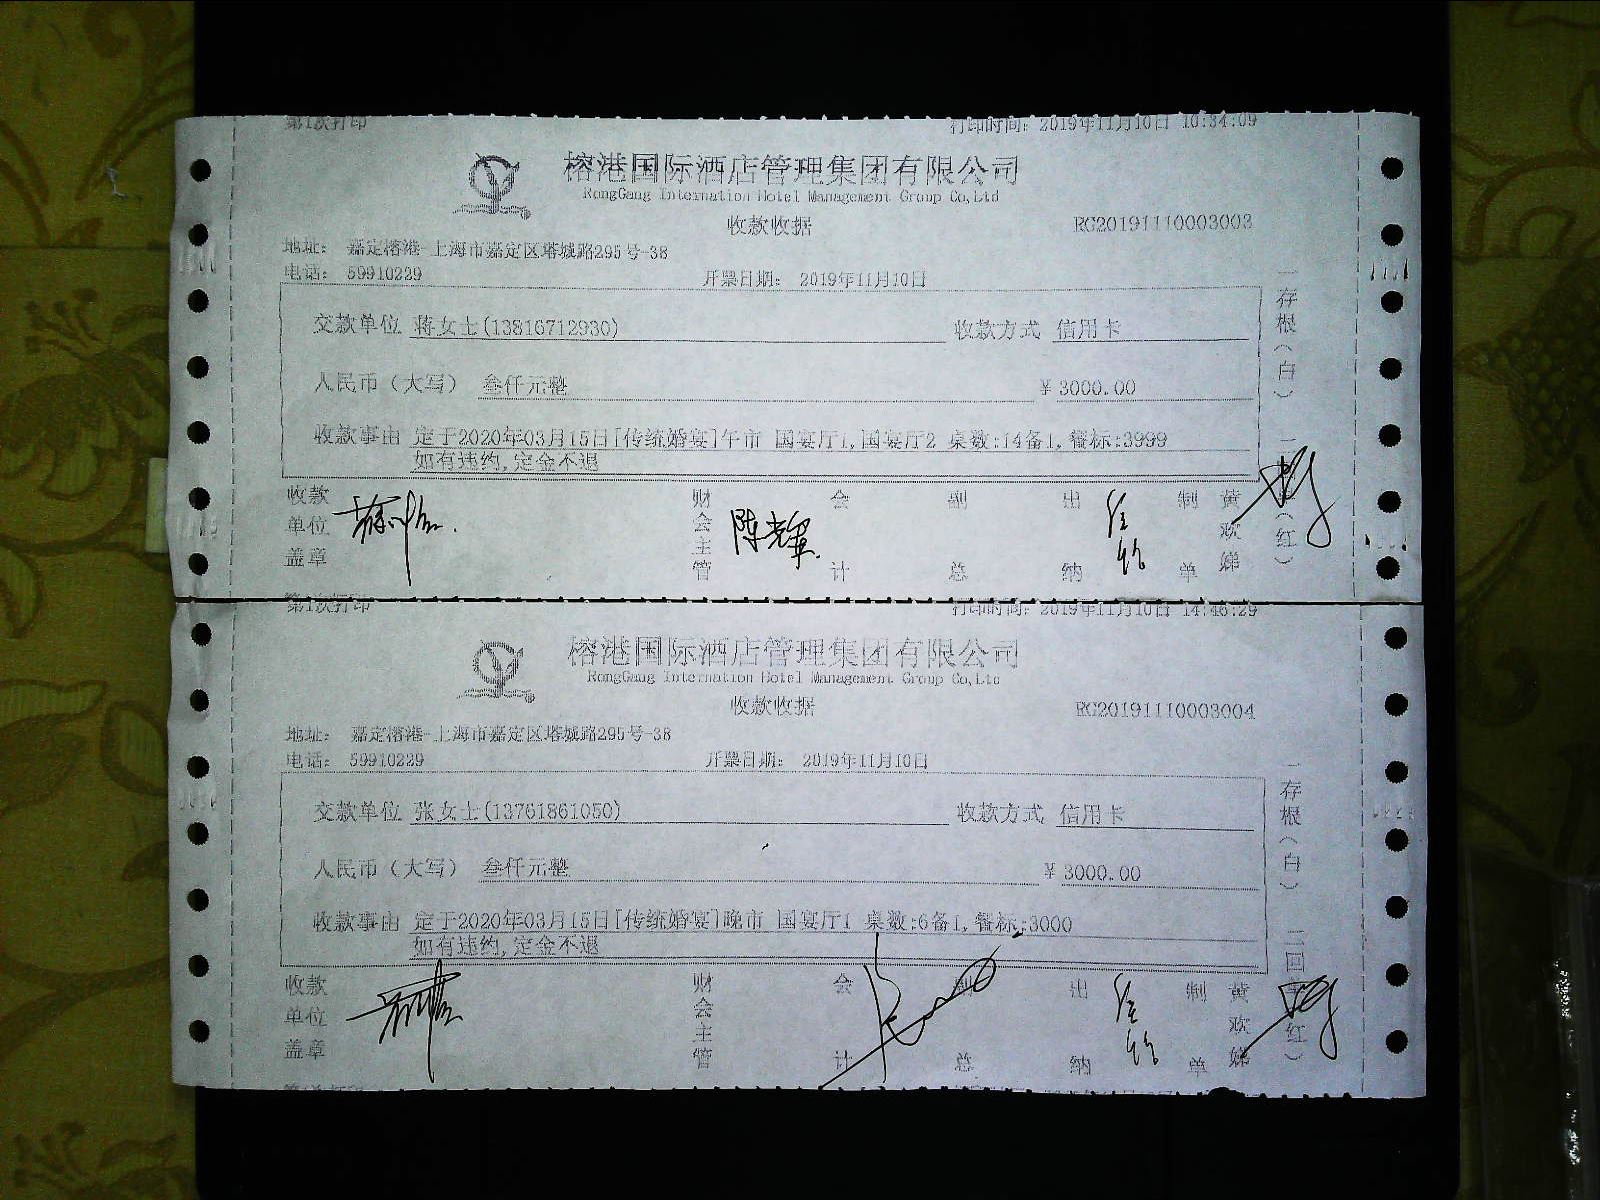 第1次打印 打印时间: 2019年11月10日 10:34:09
榕港国际酒店管理集团有限公司
RongGang Internation Hotel Management Group Co,Ltd
收款收据 RG20191110003003
地址: 嘉定榕港-上海市嘉定区塔城路295号-38
电话: 59910229 开票日期: 2019年11月10日
交款单位 蒋女士(13816712930) 收款方式 信用卡
人民币（大写） 叁仟元整 ¥ 3000.00
收款事由 定于2020年03月15日[传统婚宴]午市 国宴厅1,国宴厅2 桌数:14备1,餐标:3999
如有违约,定金不退
一存根（白） 二
（红）
收款单位盖章
财会主管 陈光辉
会计
副总
出纳
制单 黄欢娣
第1次打印 打印时间: 2019年11月10日 14:46:29
榕港国际酒店管理集团有限公司
RongGang Internation Hotel Management Group Co,Ltd
收款收据 RG20191110003004
地址: 嘉定榕港-上海市嘉定区塔城路295号-38
电话: 59910229 开票日期: 2019年11月10日
交款单位 张女士(13761861050) 收款方式 信用卡
人民币（大写） 叁仟元整 ¥ 3000.00
收款事由 定于2020年03月15日[传统婚宴]晚市 国宴厅1 桌数:6备1,餐标:3000
如有违约,定金不退
一存根（白） 二回
（红）
收款单位盖章
财会主管
会计
副总
出纳
制单 黄欢娣